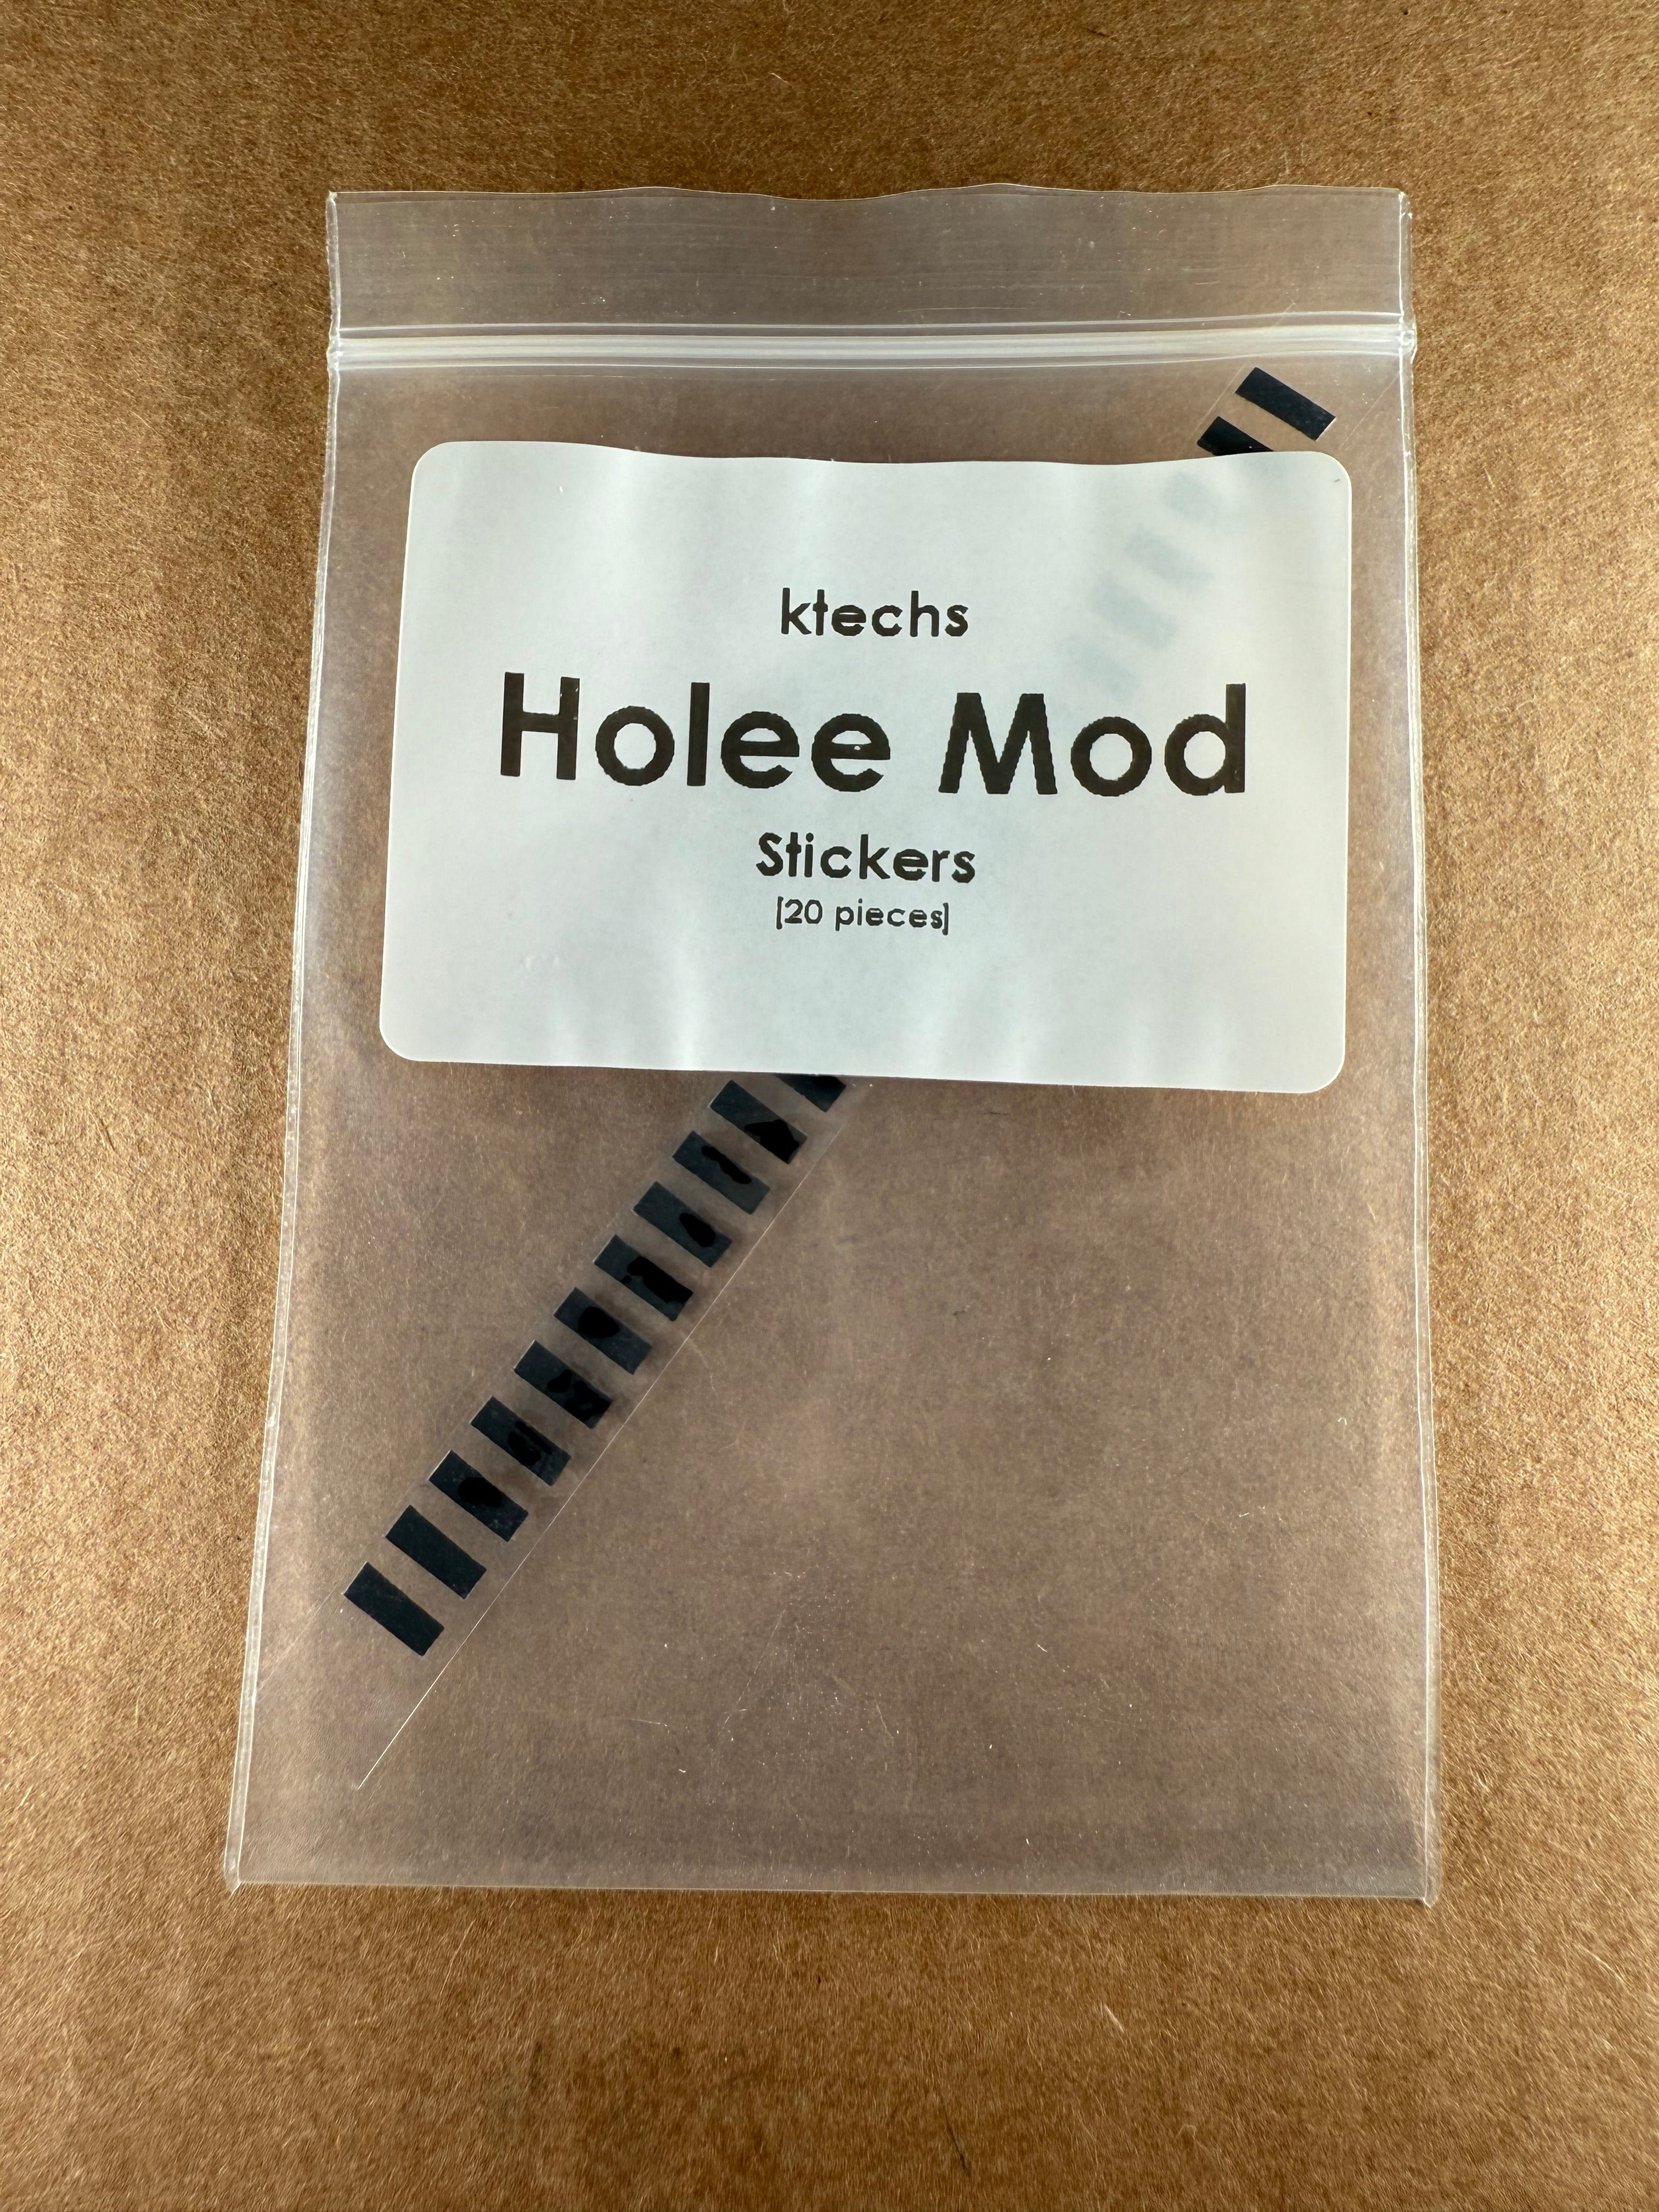 ktechs
Holee Mod
Stickers
[20 pieces]